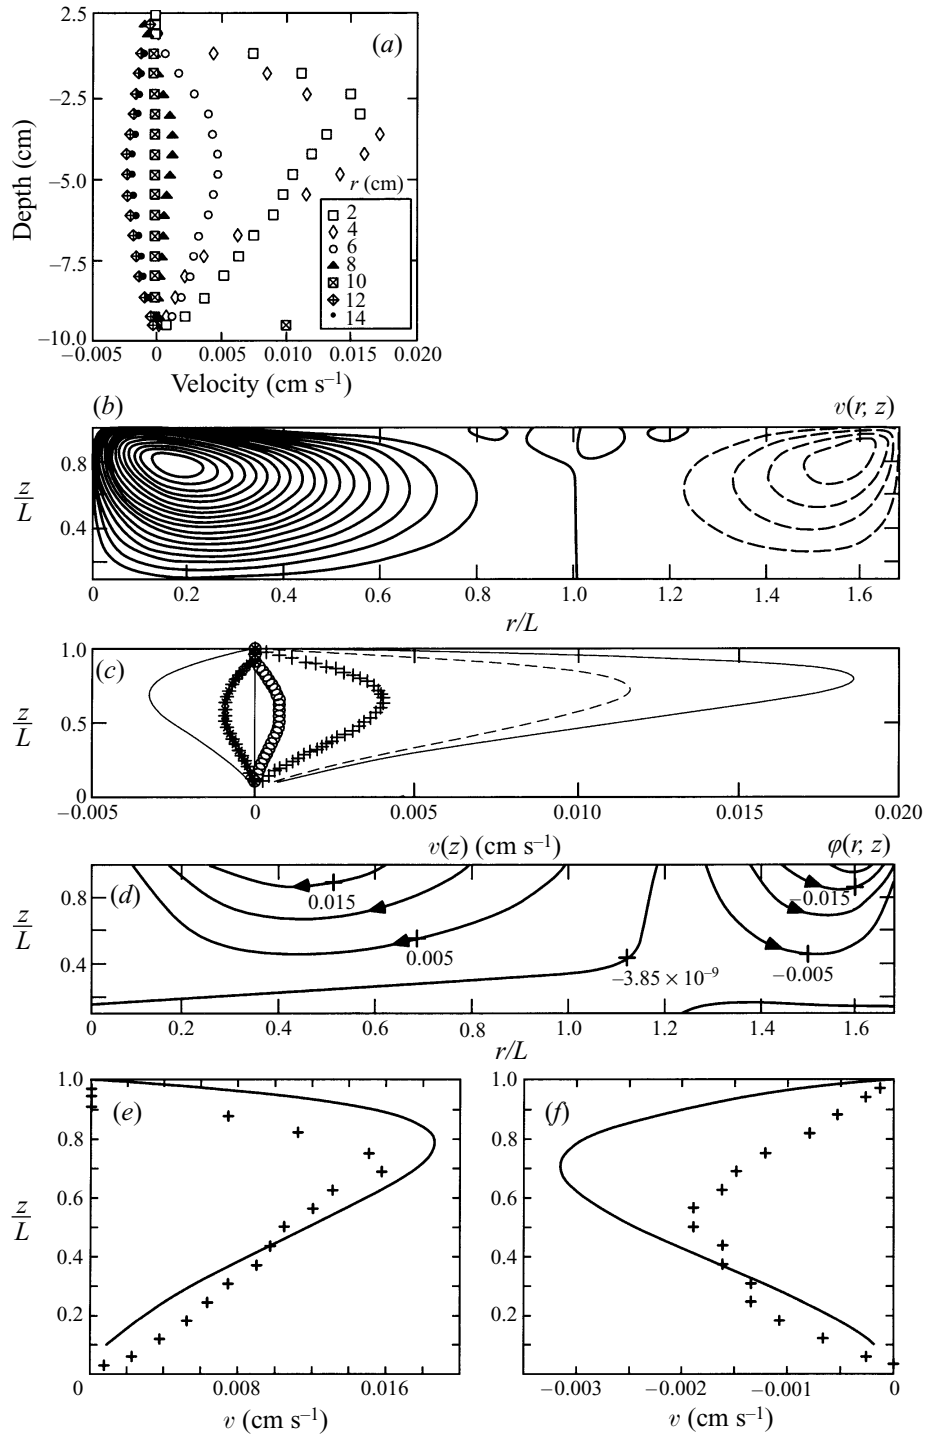 (a)
2.5
−2.5
−5.0
−7.5
−10.0
Depth (cm)
r (cm)
2
4
6
8
10
12
14
−0.005 0 0.005 0.010 0.015 0.020
Velocity (cm s–1)
(b) v(r, z)
0.8
0.4
z/L
0 0.2 0.4 0.6 0.8 1.0 1.2 1.4 1.6
r/L
(c)
1.0
0.5
0
z/L
−0.005 0 0.005 0.010 0.015 0.020
v(z) (cm s–1) φ(r, z)
(d)
0.8
0.4
z/L
0.015
0.005
−3.85 × 10−9
−0.015
−0.005
0 0.2 0.4 0.6 0.8 1.0 1.2 1.4 1.6
r/L
(e)
1.0
0.8
0.6
0.4
0.2
z/L
0 0.008 0.016
v (cm s–1)
(f)
−0.003 −0.002 −0.001 0
v (cm s–1)